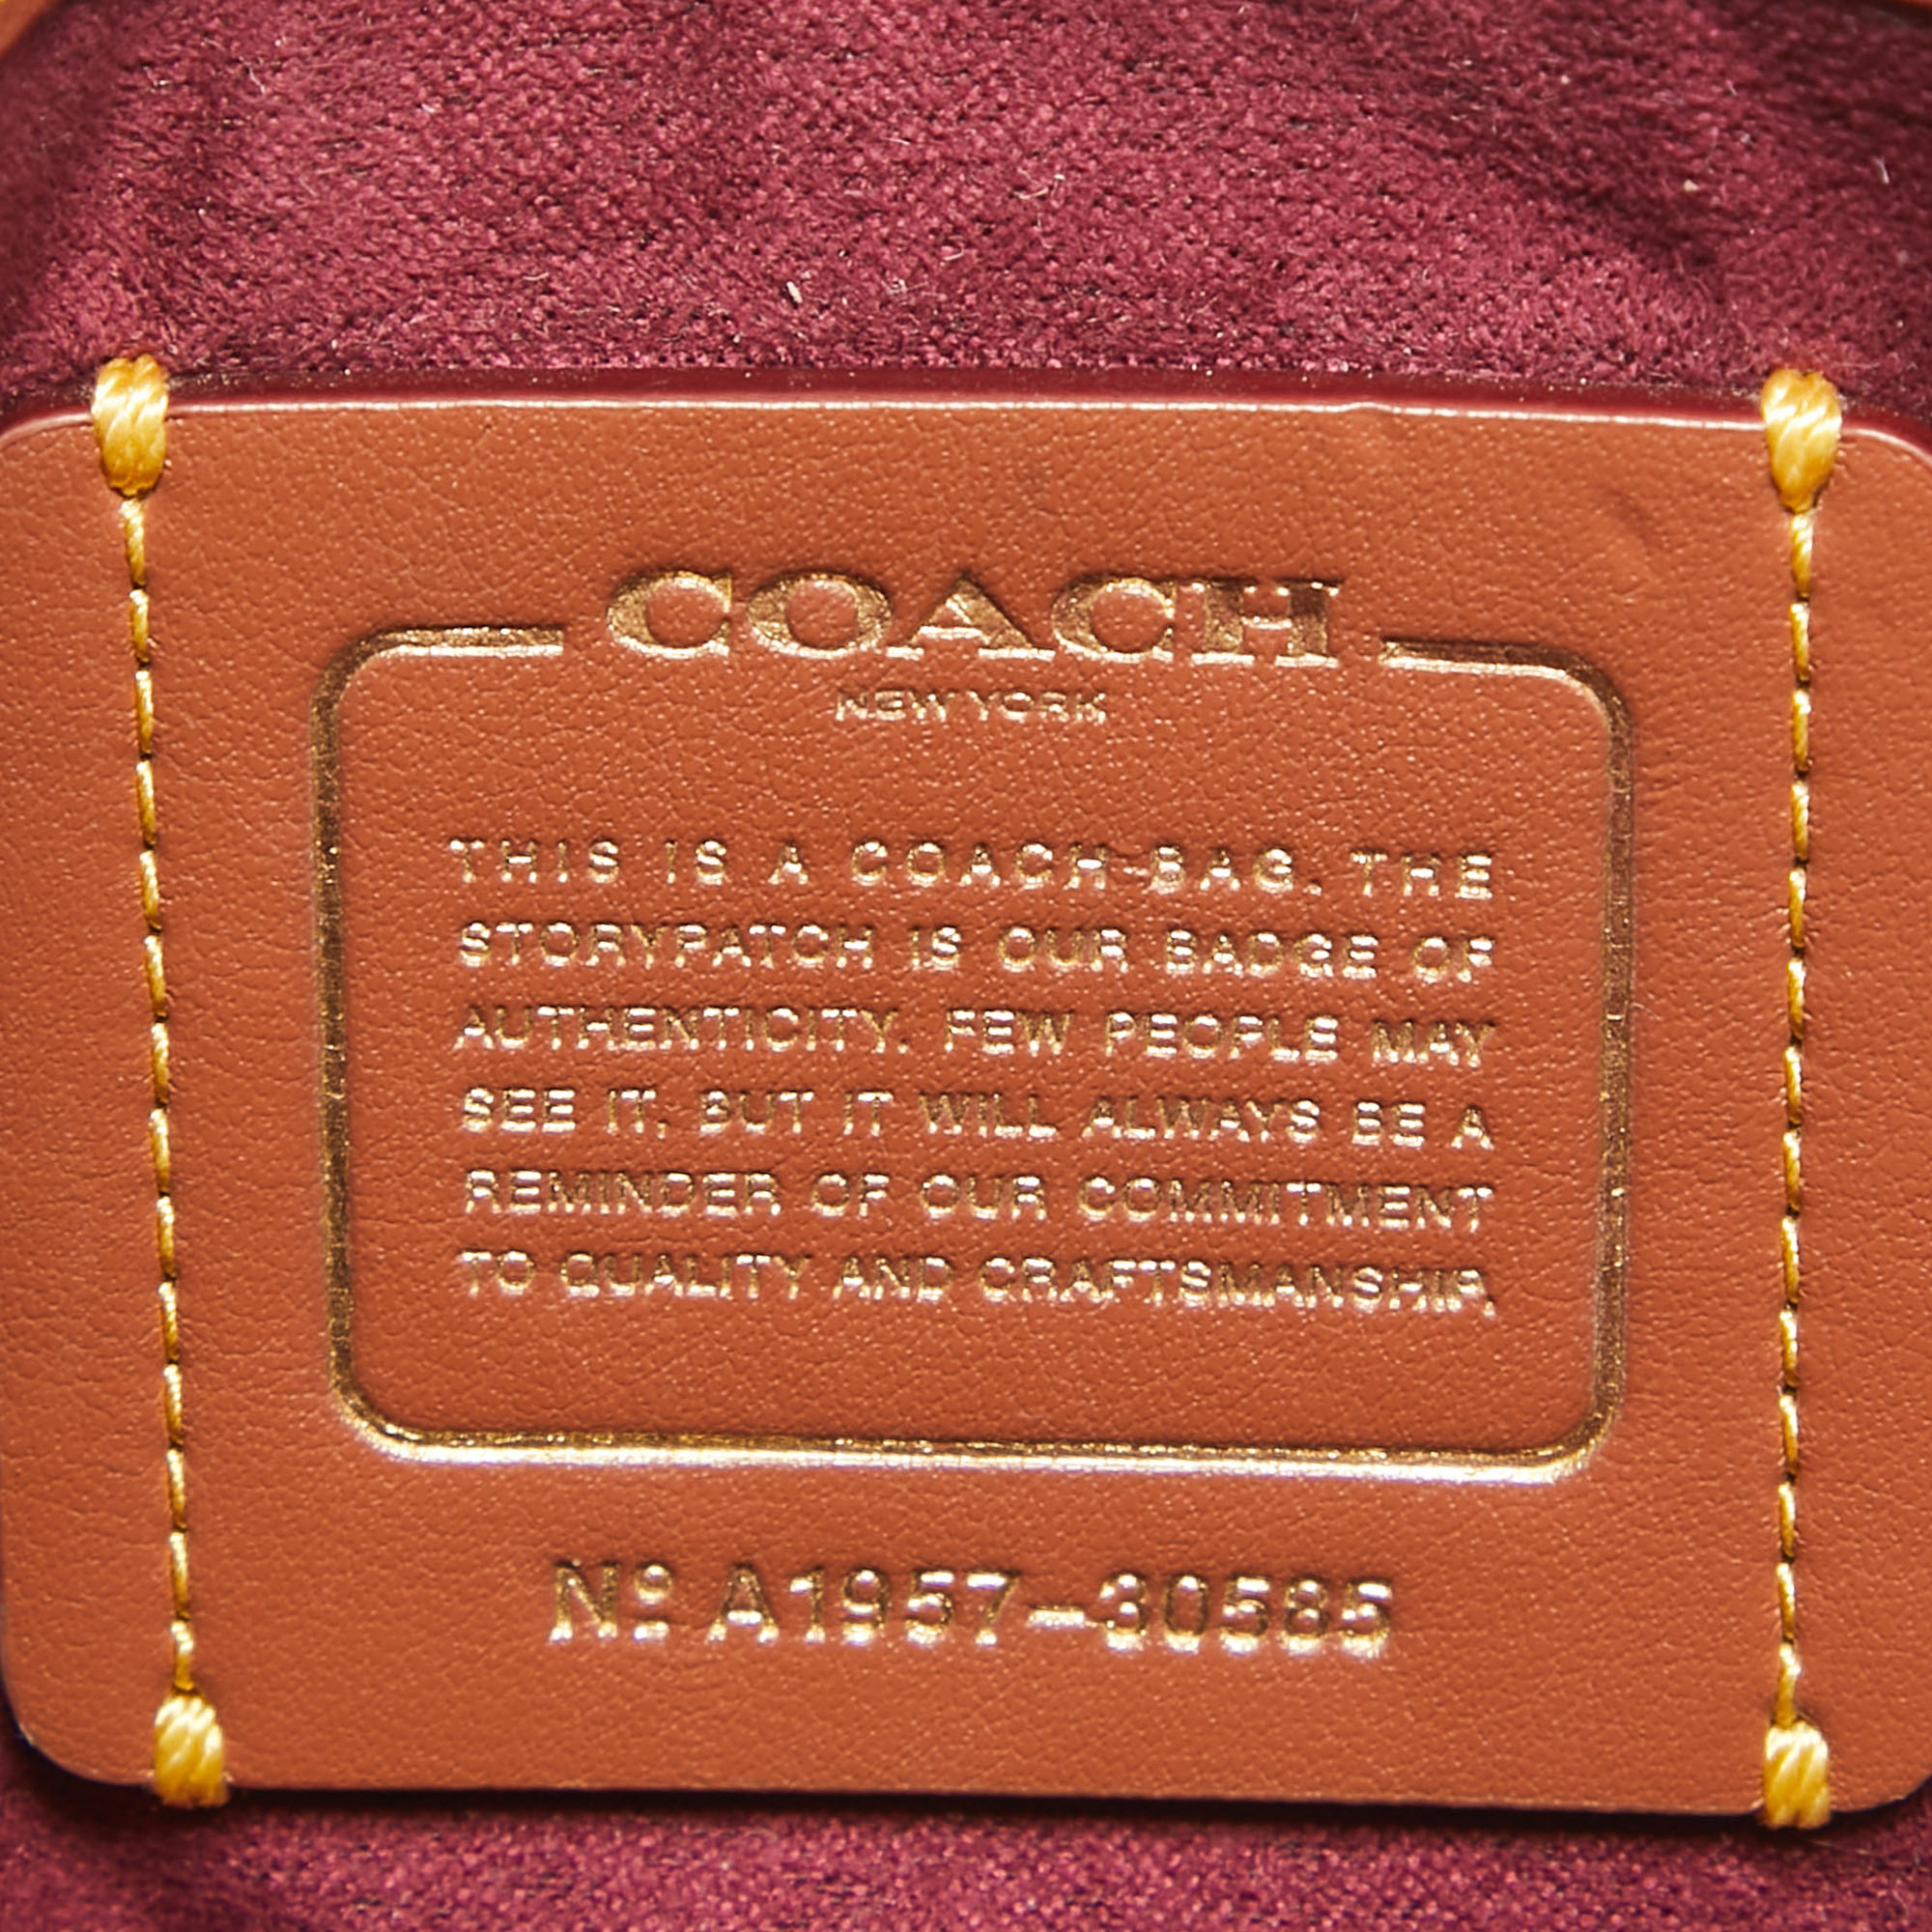 COACH
NEW YORK
THIS IS A COACH BAG. THE
STORYPATCH IS OUR BADGE OF
AUTHENTICITY. FEW PEOPLE MAY
SEE IT, BUT IT WILL ALWAYS BE A
REMINDER OF OUR COMMITMENT
TO QUALITY AND CRAFTSMANSHIP.
Nº A1957–30585